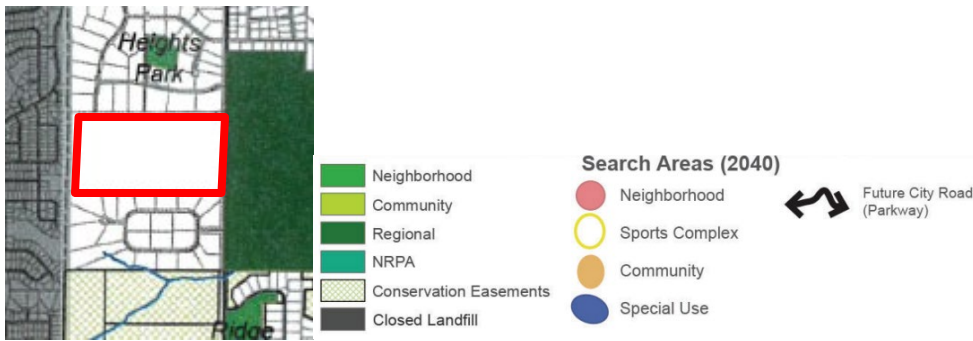 Heights
Park
Ridge
Neighborhood
Community
Regional
NRPA
Conservation Easements
Closed Landfill
Search Areas (2040)
Neighborhood
Sports Complex
Community
Special Use
Future City Road
(Parkway)